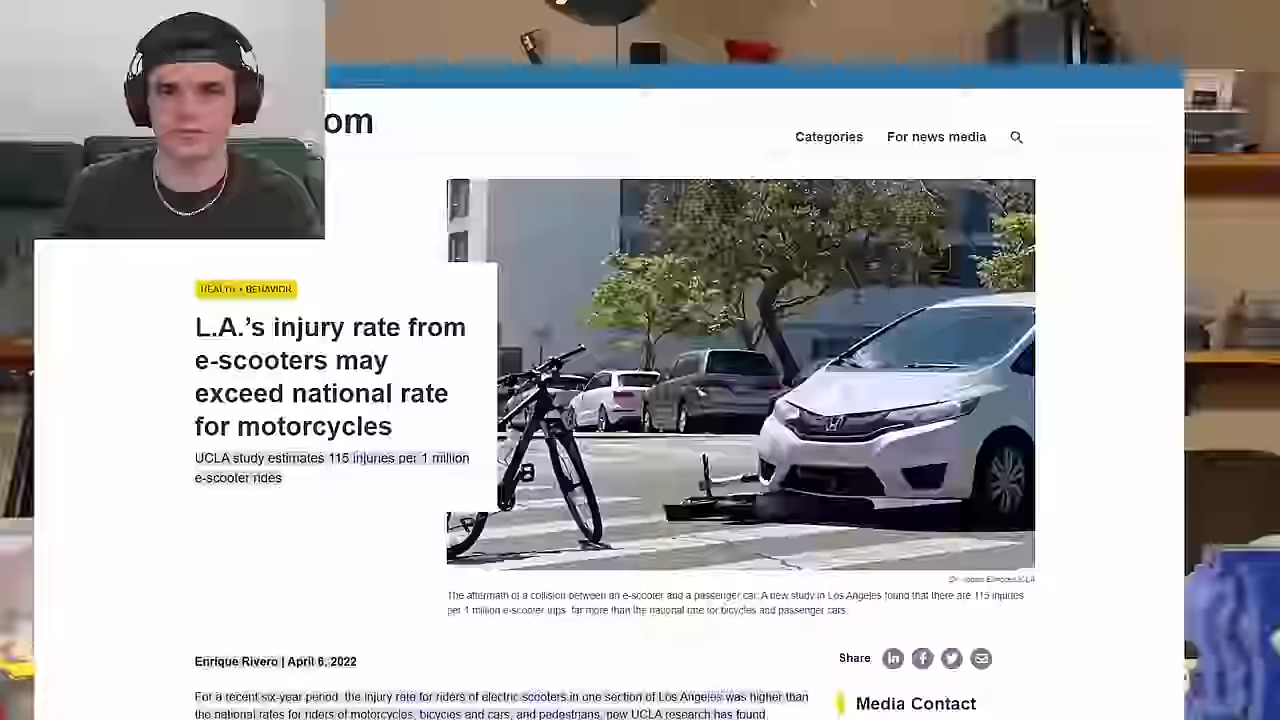 om
Categories
For news media
HEALTH + BEHAVIOR
L.A.’s injury rate from
e-scooters may
exceed national rate
for motorcycles
UCLA study estimates 115 injuries per 1 million
e-scooter rides
The aftermath of a collision between an e-scooter and a passenger car. A new study in Los Angeles found that there are 115 injuries
per 1 million e-scooter trips, far more than the national rate for bicycles and passenger cars.
Enrique Rivero | April 6, 2022
Share
For a recent six-year period, the injury rate for riders of electric scooters in one section of Los Angeles was higher than
the national rates for riders of motorcycles, bicycles and cars, and pedestrians, new UCLA research has found.
Media Contact